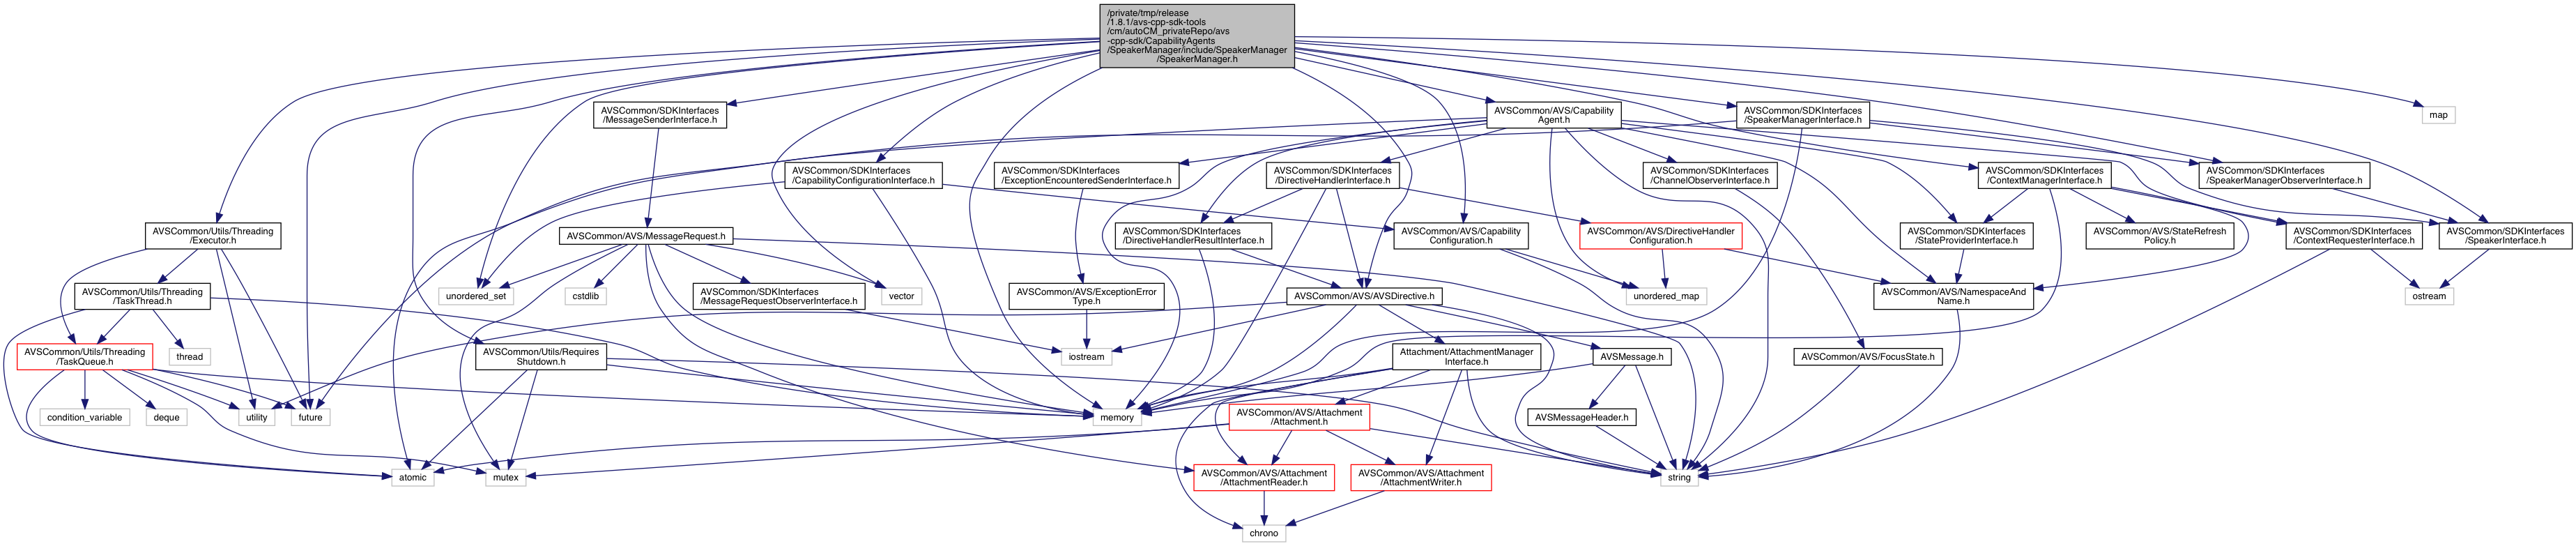 /private/tmp/release
/1.8.1/avs-cpp-sdk-tools
/cm/autoCM_privateRepo/avs
-cpp-sdk/CapabilityAgents
/SpeakerManager/include/SpeakerManager
/SpeakerManager.h
AVSCommon/SDKInterfaces
/MessageSenderInterface.h
AVSCommon/AVS/Capability
Agent.h
AVSCommon/SDKInterfaces
/SpeakerManagerInterface.h
map
AVSCommon/SDKInterfaces
/CapabilityConfigurationInterface.h
AVSCommon/SDKInterfaces
/ExceptionEncounteredSenderInterface.h
AVSCommon/SDKInterfaces
/DirectiveHandlerInterface.h
AVSCommon/SDKInterfaces
/ChannelObserverInterface.h
AVSCommon/SDKInterfaces
/ContextManagerInterface.h
AVSCommon/SDKInterfaces
/SpeakerManagerObserverInterface.h
AVSCommon/Utils/Threading
/Executor.h
AVSCommon/AVS/MessageRequest.h
AVSCommon/SDKInterfaces
/DirectiveHandlerResultInterface.h
AVSCommon/AVS/Capability
Configuration.h
AVSCommon/AVS/DirectiveHandler
Configuration.h
AVSCommon/SDKInterfaces
/StateProviderInterface.h
AVSCommon/AVS/StateRefresh
Policy.h
AVSCommon/SDKInterfaces
/ContextRequesterInterface.h
AVSCommon/SDKInterfaces
/SpeakerInterface.h
AVSCommon/Utils/Threading
/TaskThread.h
unordered_set
cstdlib
AVSCommon/SDKInterfaces
/MessageRequestObserverInterface.h
vector
AVSCommon/AVS/ExceptionError
Type.h
AVSCommon/AVS/AVSDirective.h
unordered_map
AVSCommon/AVS/NamespaceAnd
Name.h
ostream
AVSCommon/Utils/Threading
/TaskQueue.h
thread
AVSCommon/Utils/Requires
Shutdown.h
iostream
Attachment/AttachmentManager
Interface.h
AVSMessage.h
AVSCommon/AVS/FocusState.h
condition_variable
deque
utility
future
memory
AVSCommon/AVS/Attachment
/Attachment.h
AVSMessageHeader.h
atomic
mutex
AVSCommon/AVS/Attachment
/AttachmentReader.h
AVSCommon/AVS/Attachment
/AttachmentWriter.h
string
chrono